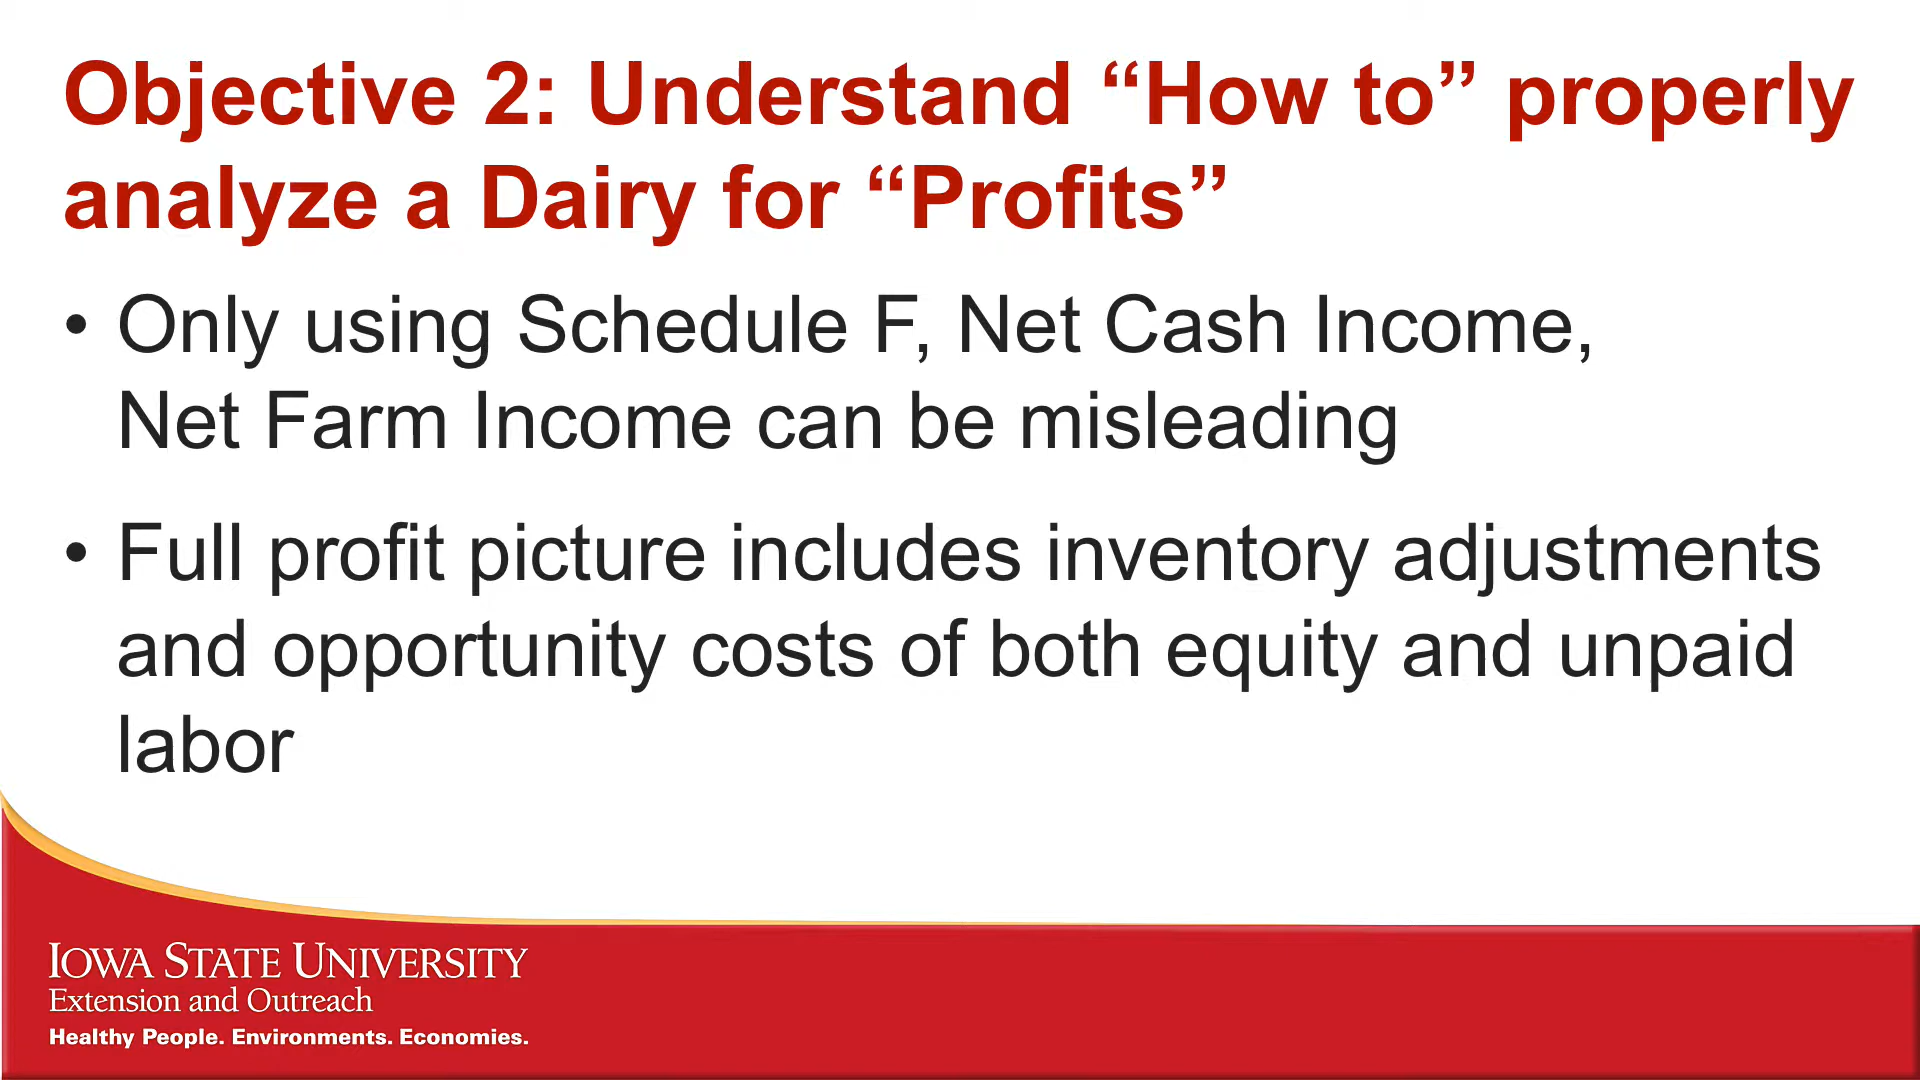 Objective 2: Understand “How to” properly
analyze a Dairy for “Profits”
• Only using Schedule F, Net Cash Income,
Net Farm Income can be misleading
• Full profit picture includes inventory adjustments
and opportunity costs of both equity and unpaid
labor
IOWA STATE UNIVERSITY
Extension and Outreach
Healthy People. Environments. Economies.